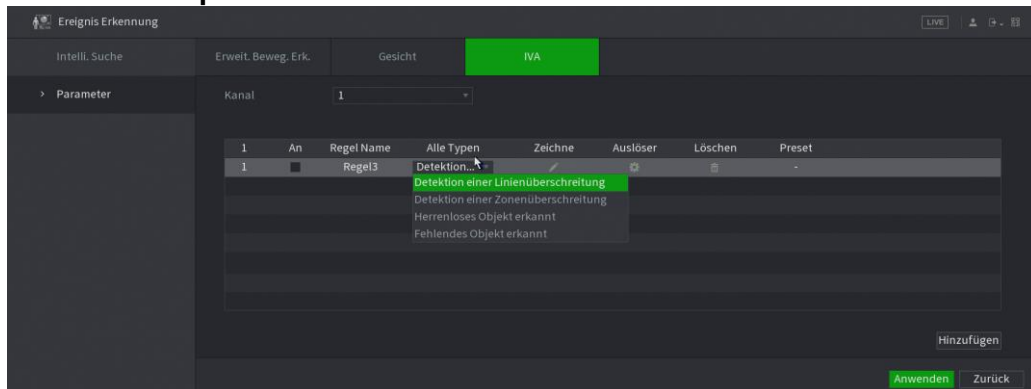 Ereignis Erkennung
LIVE
Intelli. Suche
Erweit. Beweg. Erk.
Gesicht
IVA
> Parameter
Kanal
1
1 An Regel Name Alle Typen Zeichne Auslöser Löschen Preset
1 Regel3 Detektion... -
Detektion einer Linienüberschreitung
Detektion einer Zonenüberschreitung
Herrenloses Objekt erkannt
Fehlendes Objekt erkannt
Hinzufügen
Anwenden Zurück